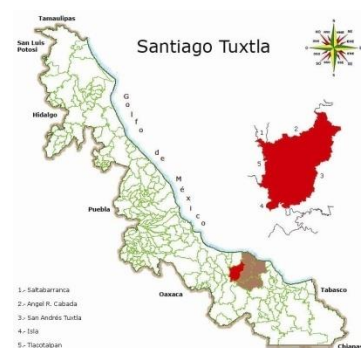 Tamaulipas
San Luis
Potosi
Santiago Tuxtla
Hidalgo
Golfo
de
México
1
2
5
3
4
Puebla
Oaxaca
Tabasco
Chiapas
1.- Saltabarranca
2.- Angel R. Cabada
3.- San Andrés Tuxtla
4.- Isla
5.- Tlacotalpan